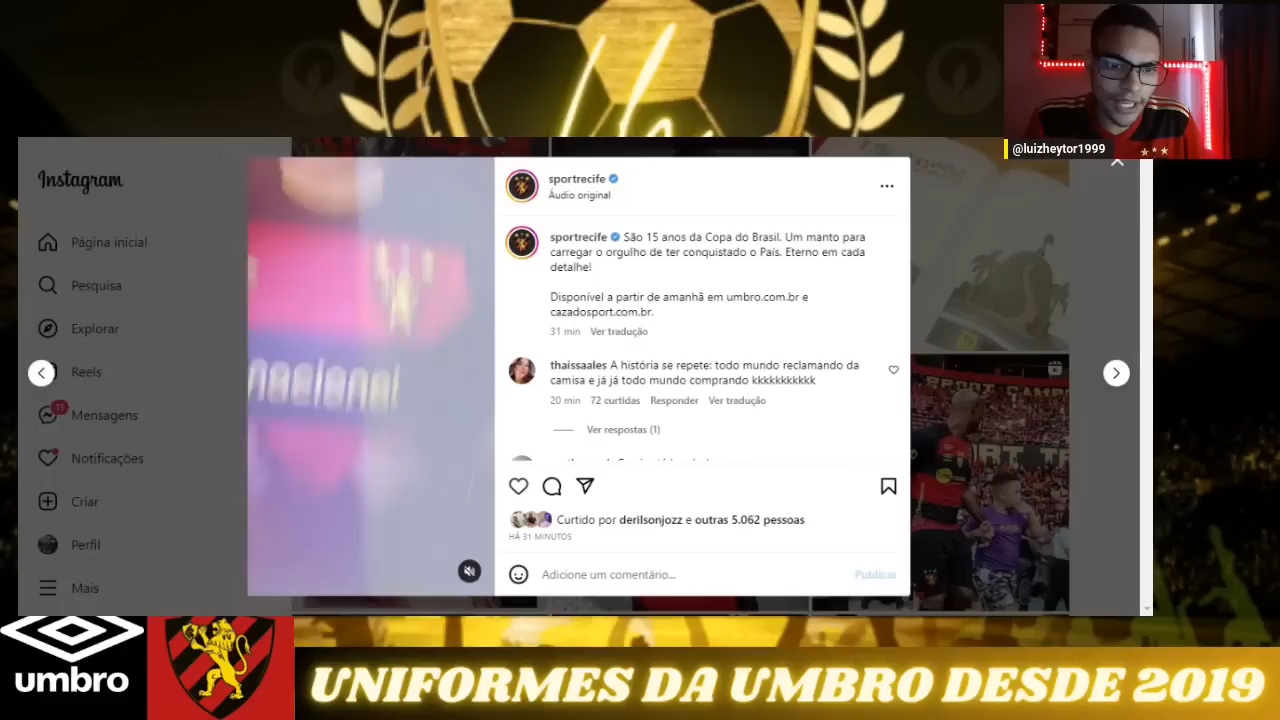 @luizheytor1999
Instagram
Página inicial
Pesquisa
Explorar
Reels
15
Mensagens
Notificações
Criar
Perfil
Mais
nacional
sportrecife
Áudio original
sportrecife São 15 anos da Copa do Brasil. Um manto para
carregar o orgulho de ter conquistado o País. Eterno em cada
detalhe!
Disponível a partir de amanhã em umbro.com.br e
cazadosport.com.br.
31 min Ver tradução
thaissaales A história se repete: todo mundo reclamando da
camisa e já já todo mundo comprando kkkkkkkkkkk
20 min 72 curtidas Responder Ver tradução
Ver respostas (1)
Curtido por derilsonjozz e outras 5.062 pessoas
HÁ 31 MINUTOS
Adicione um comentário...
Publicar
umbro
UNIFORMES DA UMBRO DESDE 2019